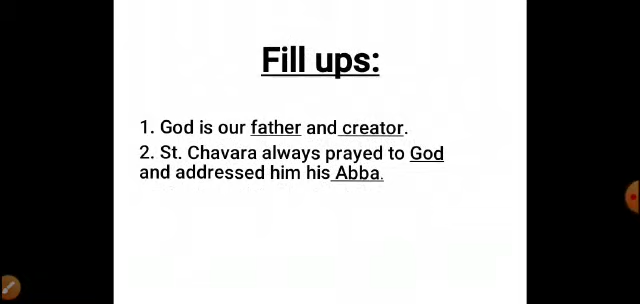 Fill ups:
1. God is our father and creator.
2. St. Chavara always prayed to God
and addressed him his Abba.